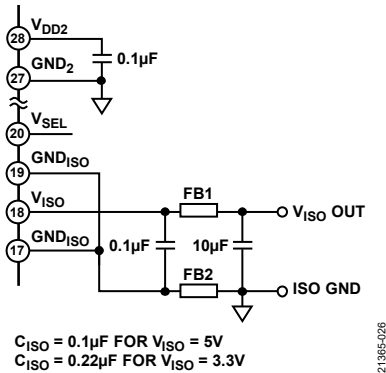 28 V_DD2
0.1µF
27 GND_2
20 V_SEL
19 GND_ISO
18 V_ISO
FB1
V_ISO OUT
17 GND_ISO
0.1µF
10µF
FB2
ISO GND
C_ISO = 0.1µF FOR V_ISO = 5V
C_ISO = 0.22µF FOR V_ISO = 3.3V
21365-026